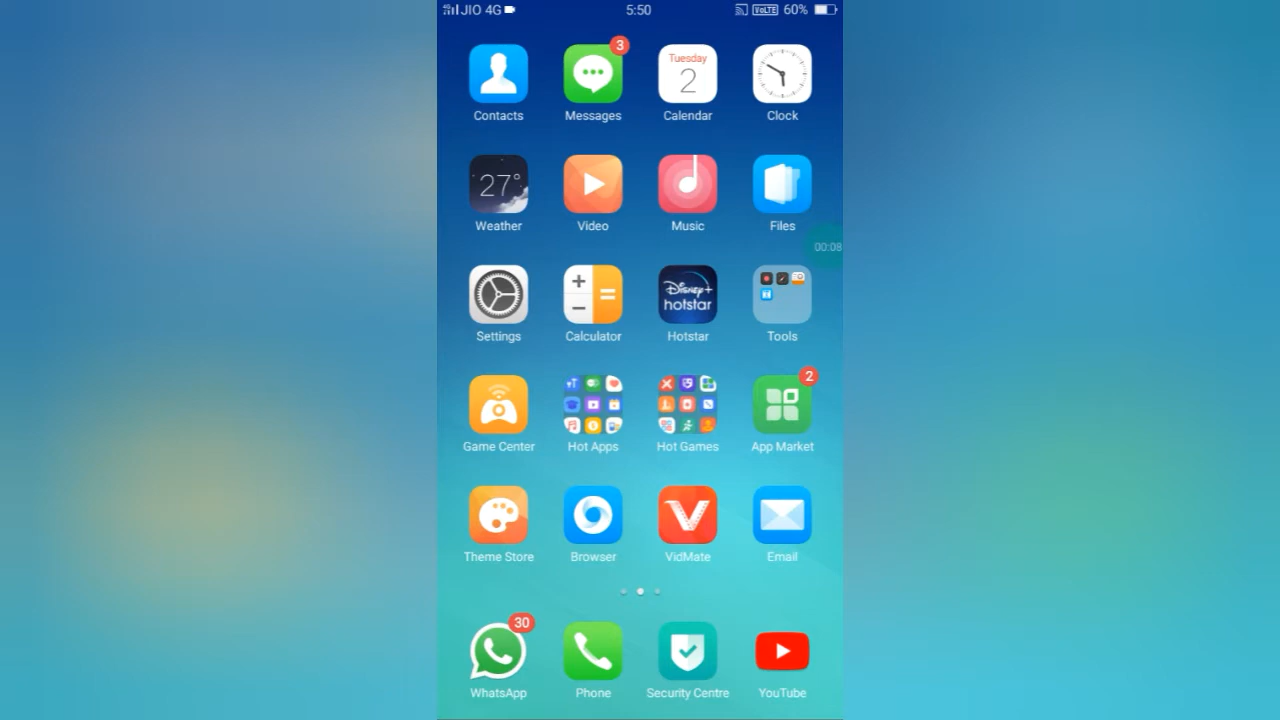 JIO 4G 5:50 VoLTE 60%
3
Tuesday
2
Contacts Messages Calendar Clock
27°
Weather Video Music Files
00:08
Disney+
hotstar
Settings Calculator Hotstar Tools
2
Game Center Hot Apps Hot Games App Market
Theme Store Browser VidMate Email
30
WhatsApp Phone Security Centre YouTube